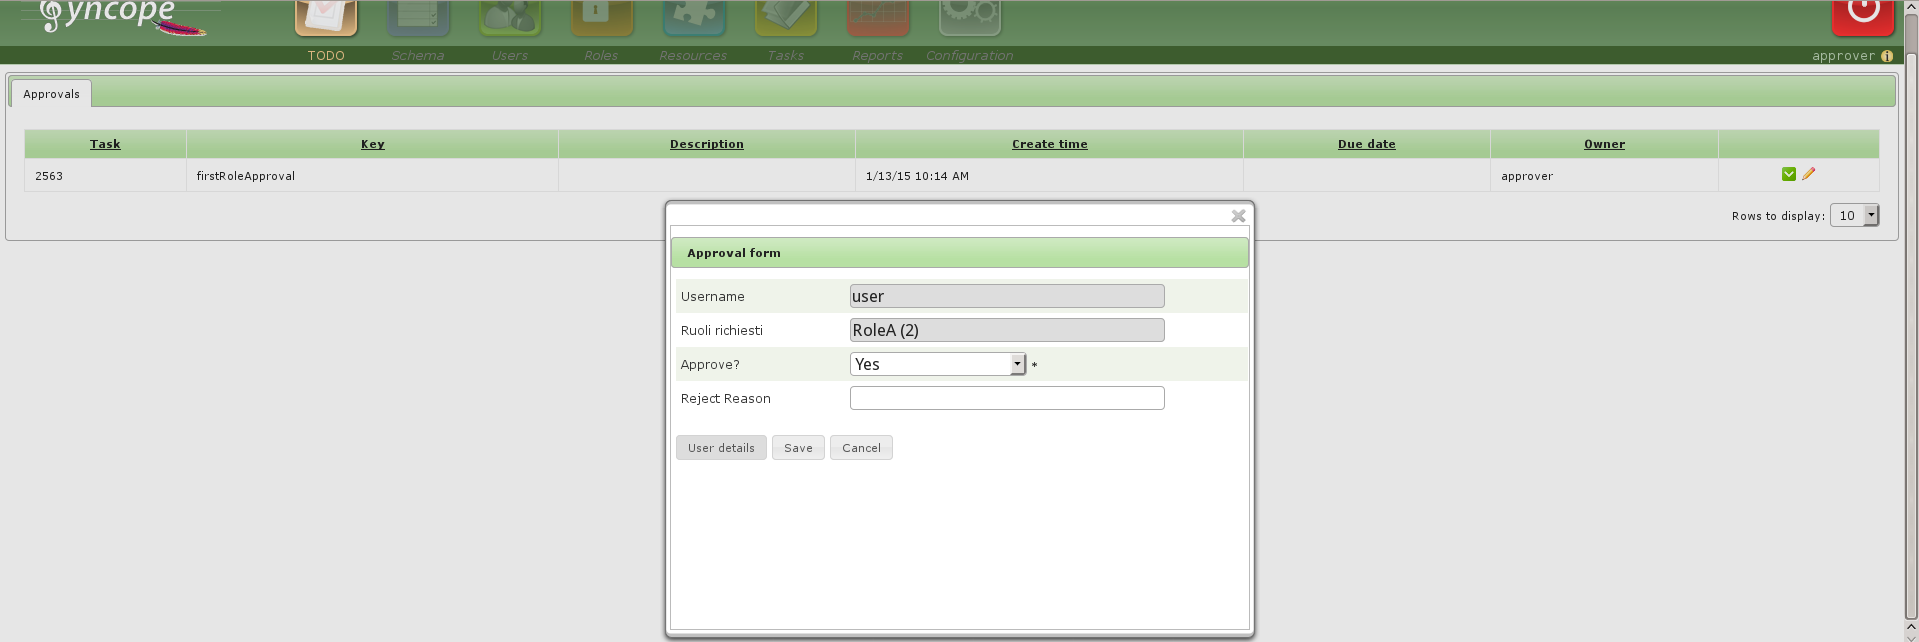 Syncope
TODO Schema Users Roles Resources Tasks Reports Configuration approver
Approvals
Task Key Description Create time Due date Owner
2563 firstRoleApproval 1/13/15 10:14 AM approver
Rows to display: 10
Approval form
Username user
Ruoli richiesti RoleA (2)
Approve? Yes *
Reject Reason
User details Save Cancel